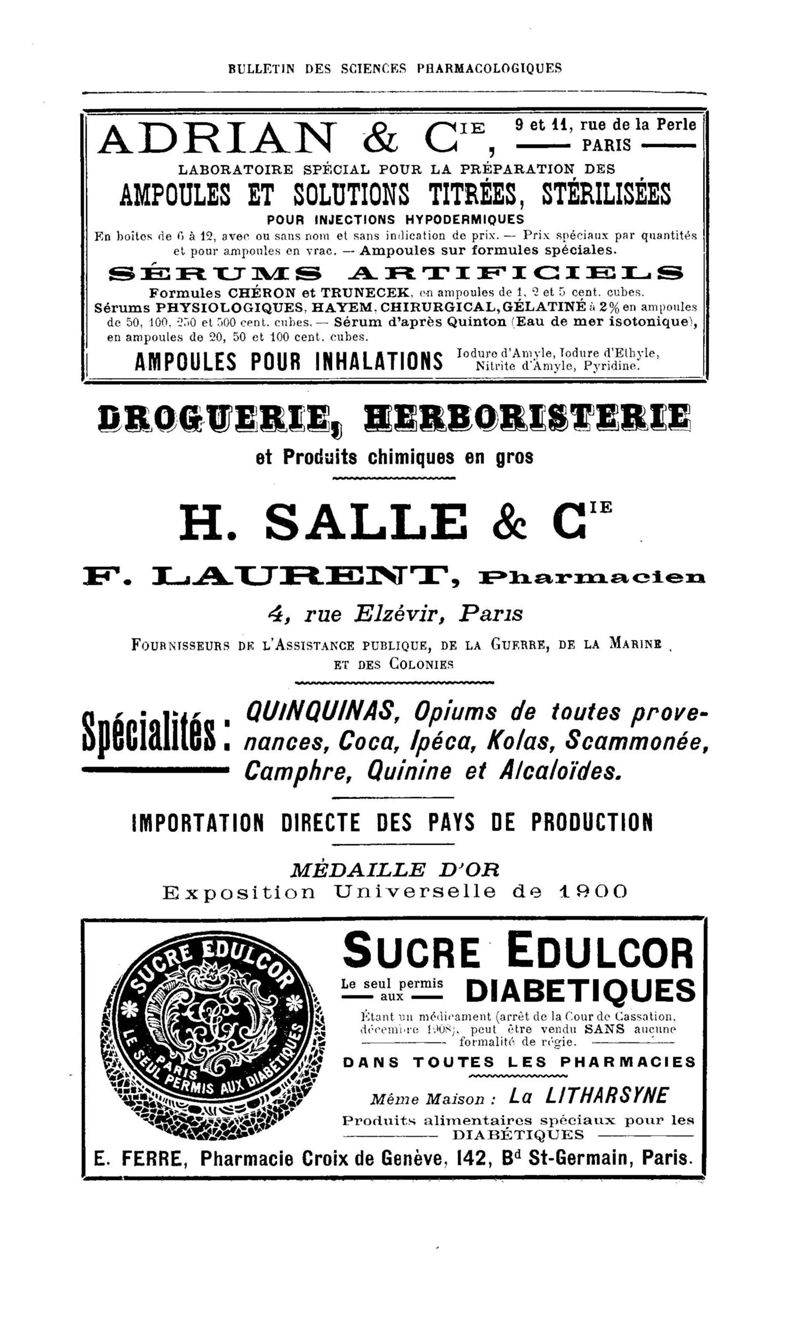 BULLETIN DES SCIENCES PHARMACOLOGIQUES
ADRIAN & CIE, 9 et 11, rue de la Perle
PARIS
LABORATOIRE SPÉCIAL POUR LA PRÉPARATION DES
AMPOULES ET SOLUTIONS TITRÉES, STÉRILISÉES
POUR INJECTIONS HYPODERMIQUES
En boîtes de 6 à 12, avec ou sans nom et sans indication de prix. — Prix spéciaux par quantités
et pour ampoules en vrac. — Ampoules sur formules spéciales.
SÉRUMS ARTIFICIELS
Formules CHÉRON et TRUNECEK, en ampoules de 1, 2 et 5 cent. cubes.
Sérums PHYSIOLOGIQUES, HAYEM, CHIRURGICAL, GÉLATINÉ à 2% en ampoules
de 50, 100, 250 et 500 cent. cubes. — Sérum d'après Quinton (Eau de mer isotonique),
en ampoules de 20, 50 et 100 cent. cubes.
AMPOULES POUR INHALATIONS Iodure d'Amyle, Iodure d'Ethyle,
Nitrite d'Amyle, Pyridine.
DROGUERIE, HERBORISTERIE
et Produits chimiques en gros
H. SALLE & CIE
F. LAURENT, Pharmacien
4, rue Elzévir, Paris
FOURNISSEURS DE L'ASSISTANCE PUBLIQUE, DE LA GUERRE, DE LA MARINE
ET DES COLONIES
Spécialités: QUINQUINAS, Opiums de toutes prove-
nances, Coca, Ipéca, Kolas, Scammonée,
Camphre, Quinine et Alcaloïdes.
IMPORTATION DIRECTE DES PAYS DE PRODUCTION
MÉDAILLE D'OR
Exposition Universelle de 1900
SUCRE EDULCOR
PARIS
LE SEUL PERMIS AUX DIABÉTIQUES
SUCRE EDULCOR
Le seul permis
aux DIABETIQUES
Étant un médicament (arrêt de la Cour de Cassation,
décembre 1908), peut être vendu SANS aucune
formalité de régie.
DANS TOUTES LES PHARMACIES
Même Maison : La LITHARSYNE
Produits alimentaires spéciaux pour les
DIABÉTIQUES
E. FERRE, Pharmacie Croix de Genève, 142, Bd St-Germain, Paris.